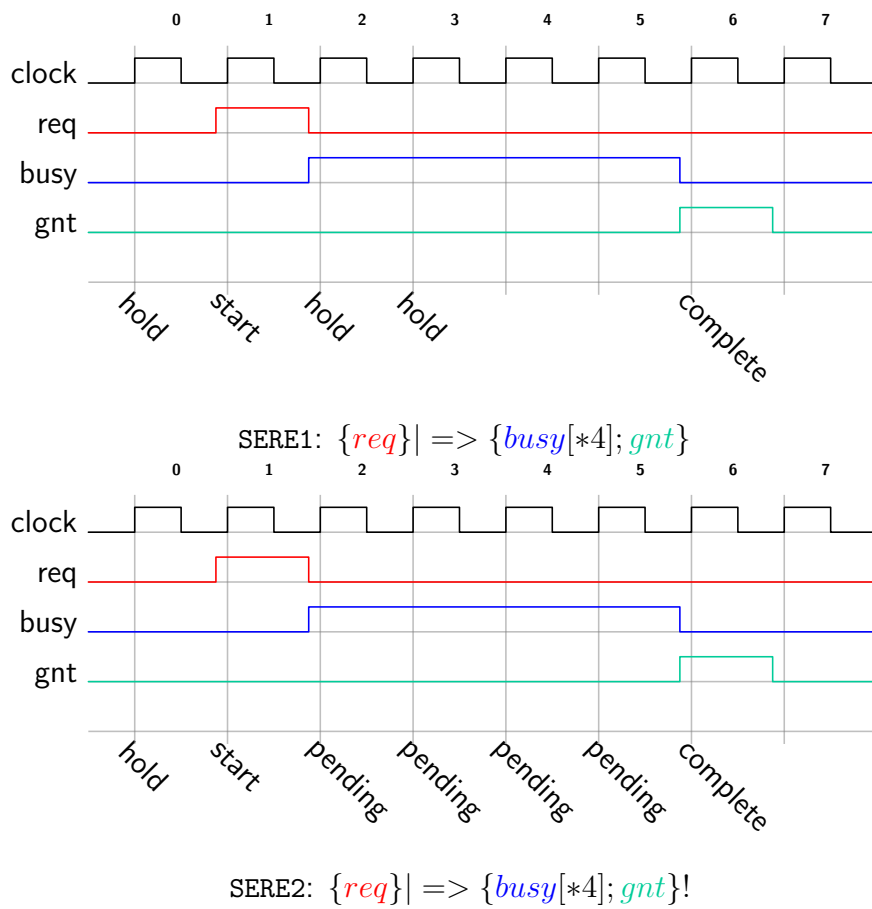 0 1 2 3 4 5 6 7
clock
req
busy
gnt
hold start hold hold complete
SERE1: {req}| => {busy[*4]; gnt}
0 1 2 3 4 5 6 7
clock
req
busy
gnt
hold start pending pending pending pending complete
SERE2: {req}| => {busy[*4]; gnt}!